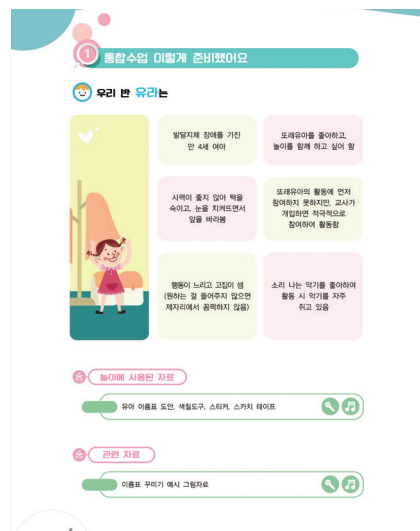 1 통합수업 이렇게 준비했어요
우리 반 유라는
발달지체 장애를 가진
만 4세 여아
또래유아를 좋아하고,
놀이를 함께 하고 싶어 함
시력이 좋지 않아 턱을
숙이고, 눈을 치켜뜨면서
앞을 바라봄
또래유아의 활동에 먼저
참여하지 못하지만, 교사가
개입하면 적극적으로
참여하여 활동함
행동이 느리고 고집이 셈
(원하는 걸 들어주지 않으면
제자리에서 꼼짝하지 않음)
소리 나는 악기를 좋아하여
활동 시 악기를 자주
쥐고 있음
놀이에 사용된 자료
유아 이름표 도안, 색칠도구, 스티커, 스카치 테이프
관련 자료
이름표 꾸미기 예시 그림자료